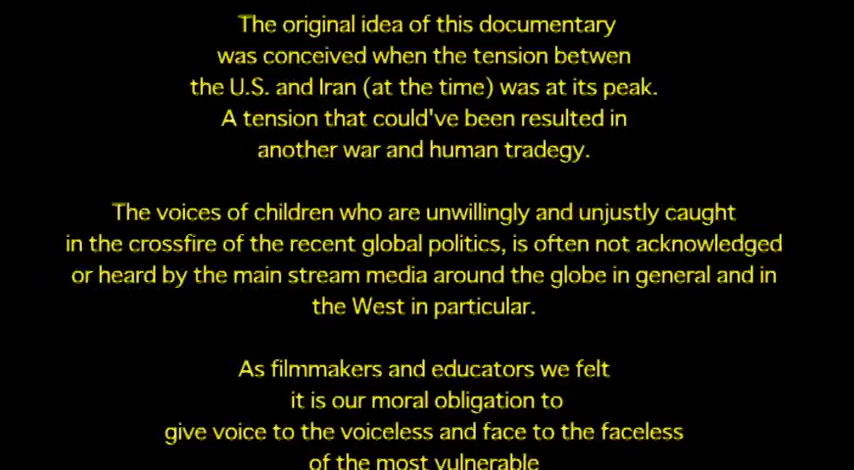 The original idea of this documentary
was conceived when the tension betwen
the U.S. and Iran (at the time) was at its peak.
A tension that could've been resulted in
another war and human tradegy.
The voices of children who are unwillingly and unjustly caught
in the crossfire of the recent global politics, is often not acknowledged
or heard by the main stream media around the globe in general and in
the West in particular.
As filmmakers and educators we felt
it is our moral obligation to
give voice to the voiceless and face to the faceless
of the most vulnerable